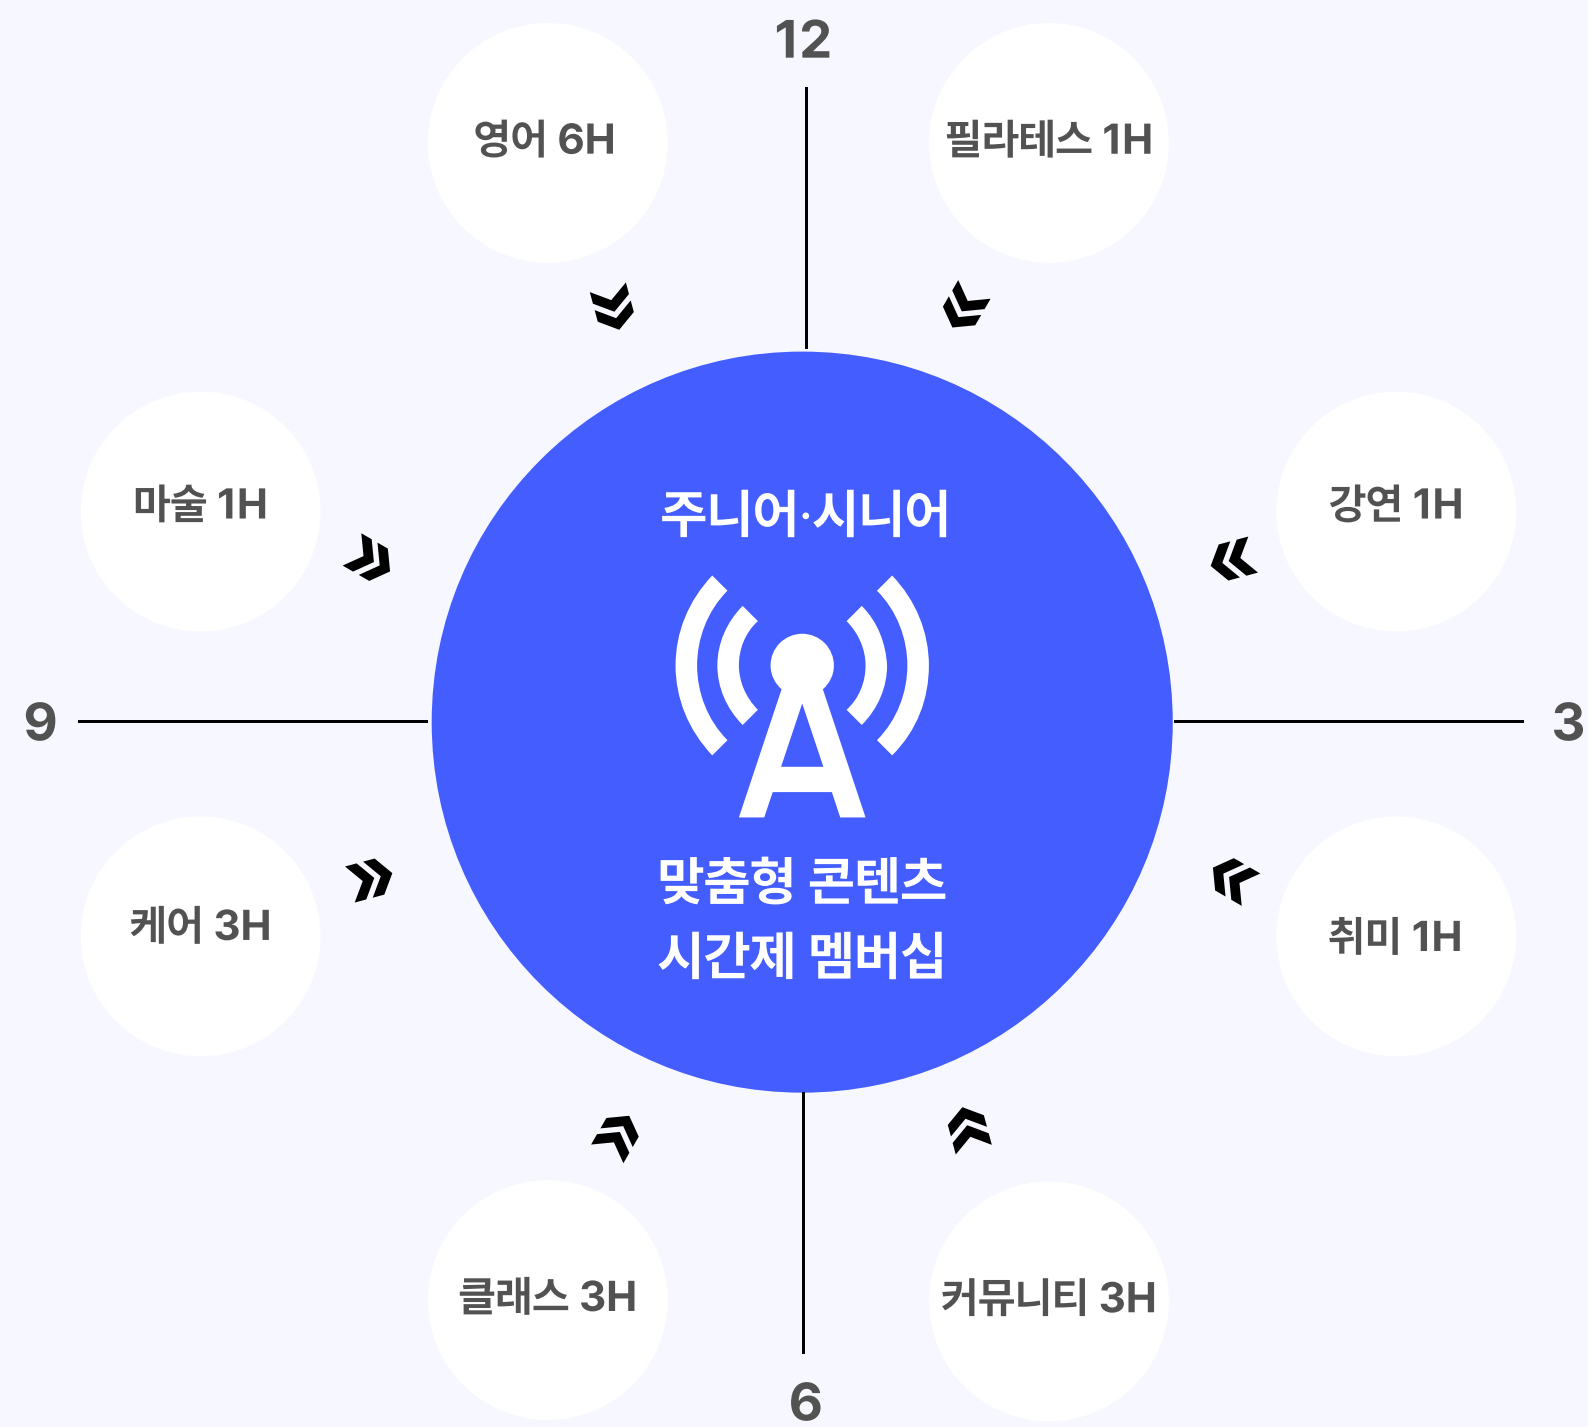 12
영어 6H
필라테스 1H
마술 1H
강연 1H
주니어·시니어
9
3
맞춤형 콘텐츠
시간제 멤버십
케어 3H
취미 1H
클래스 3H
커뮤니티 3H
6